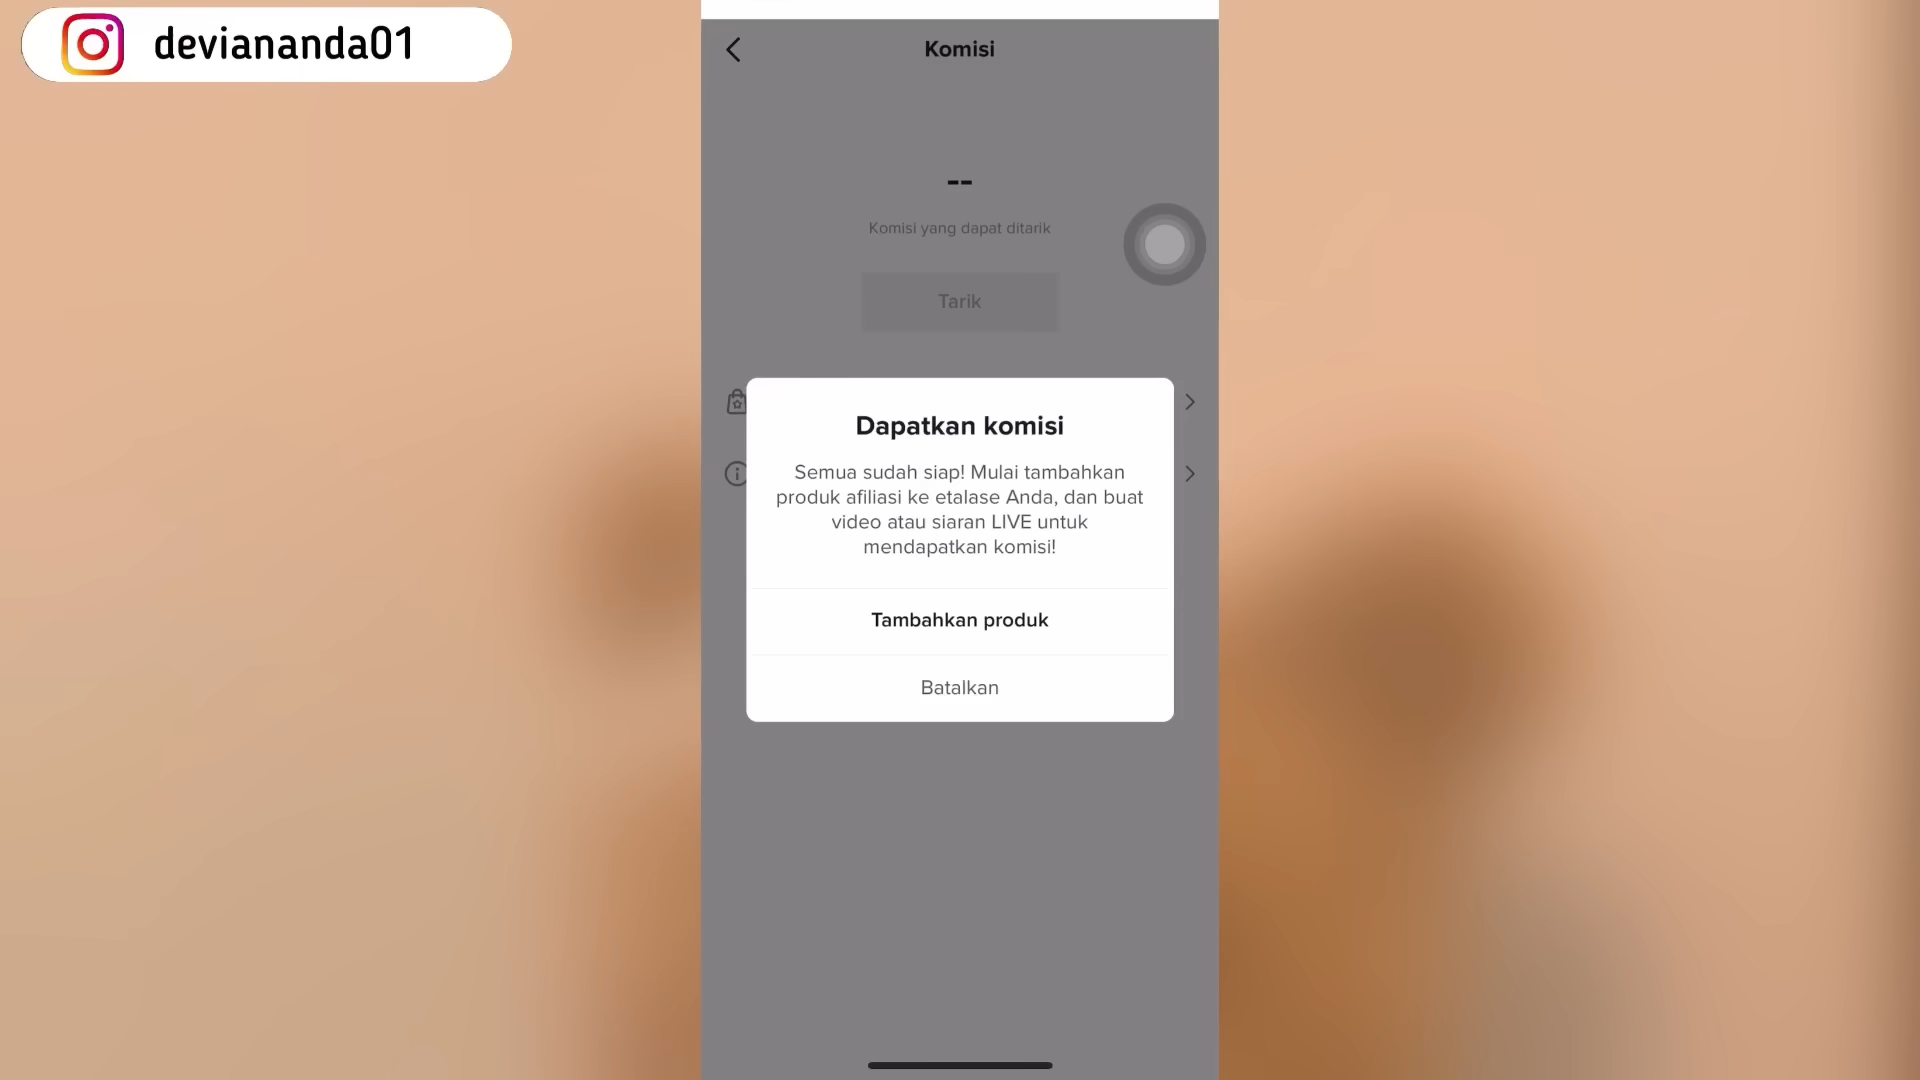 deviananda01
Komisi
--
Komisi yang dapat ditarik
Tarik
Dapatkan komisi
Semua sudah siap! Mulai tambahkan
produk afiliasi ke etalase Anda, dan buat
video atau siaran LIVE untuk
mendapatkan komisi!
Tambahkan produk
Batalkan